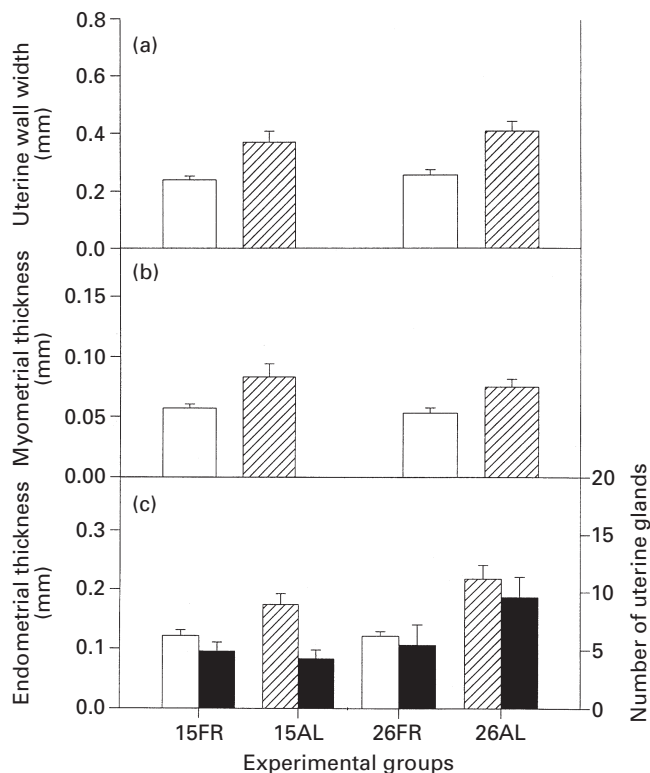 (a)
Uterine wall width
(mm)
0.8
0.6
0.4
0.2
0.0
(b)
Myometrial thickness
(mm)
0.15
0.10
0.05
0.00
(c)
Endometrial thickness
(mm)
0.3
0.2
0.1
0.0
20
15
10
5
0
Number of uterine glands
15FR 15AL 26FR 26AL
Experimental groups